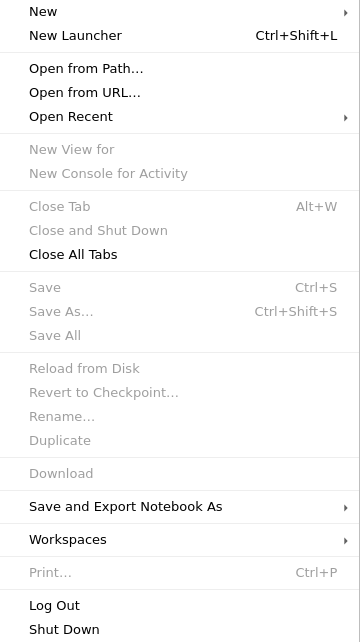 New
New Launcher Ctrl+Shift+L
Open from Path…
Open from URL…
Open Recent
New View for
New Console for Activity
Close Tab Alt+W
Close and Shut Down
Close All Tabs
Save Ctrl+S
Save As… Ctrl+Shift+S
Save All
Reload from Disk
Revert to Checkpoint…
Rename…
Duplicate
Download
Save and Export Notebook As
Workspaces
Print… Ctrl+P
Log Out
Shut Down